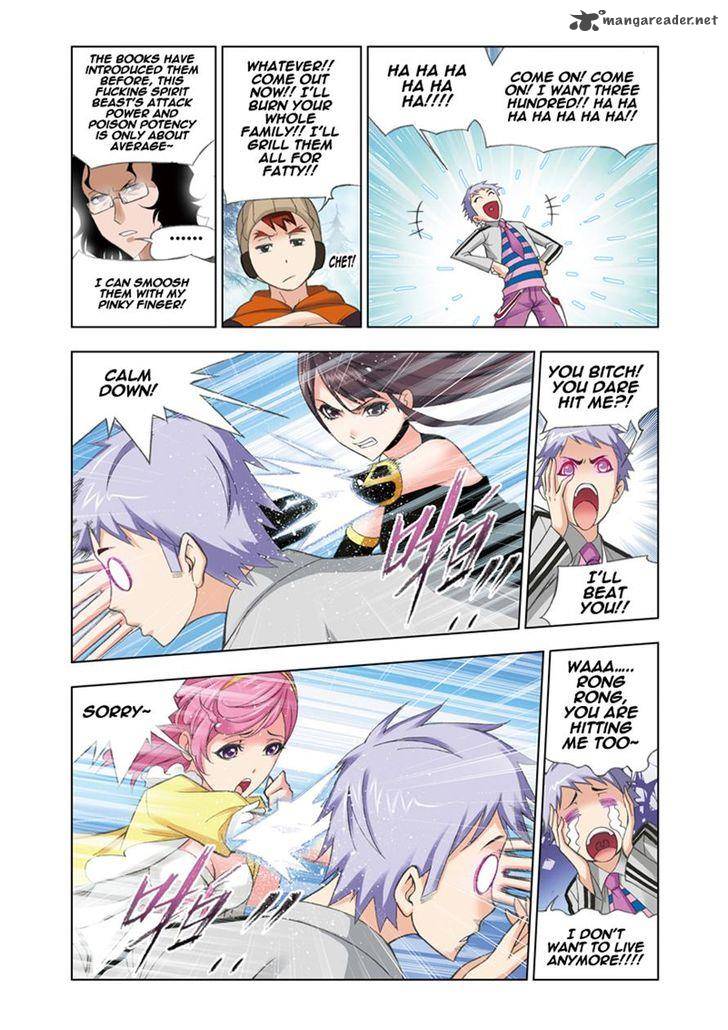 mangareader.net
THE BOOKS HAVE
INTRODUCED THEM
BEFORE, THIS
FUCKING SPIRIT
BEAST'S ATTACK
POWER AND
POISON POTENCY
IS ONLY ABOUT
AVERAGE~
......
I CAN SMOOSH
THEM WITH MY
PINKY FINGER!
WHATEVER!!
COME OUT
NOW!! I'LL
BURN YOUR
WHOLE
FAMILY!! I'LL
GRILL THEM
ALL FOR
FATTY!!
CHET!
HA HA HA
HA HA
HA!!!!
COME ON! COME
ON! I WANT THREE
HUNDRED!! HA HA
HA HA HA HA HA!!
CALM
DOWN!
YOU BITCH!
YOU DARE
HIT ME?!
I'LL
BEAT
YOU!!
SORRY~
WAAA.....
RONG
RONG,
YOU ARE
HITTING
ME TOO~
I DON'T
WANT TO LIVE
ANYMORE!!!!